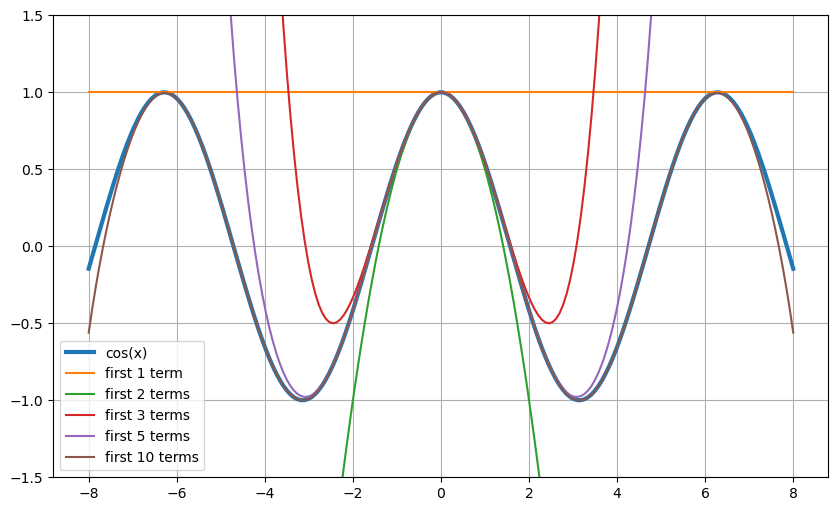 1.5
1.0
0.5
0.0
−0.5
−1.0
−1.5
cos(x)
first 1 term
first 2 terms
first 3 terms
first 5 terms
first 10 terms
−8 −6 −4 −2 0 2 4 6 8